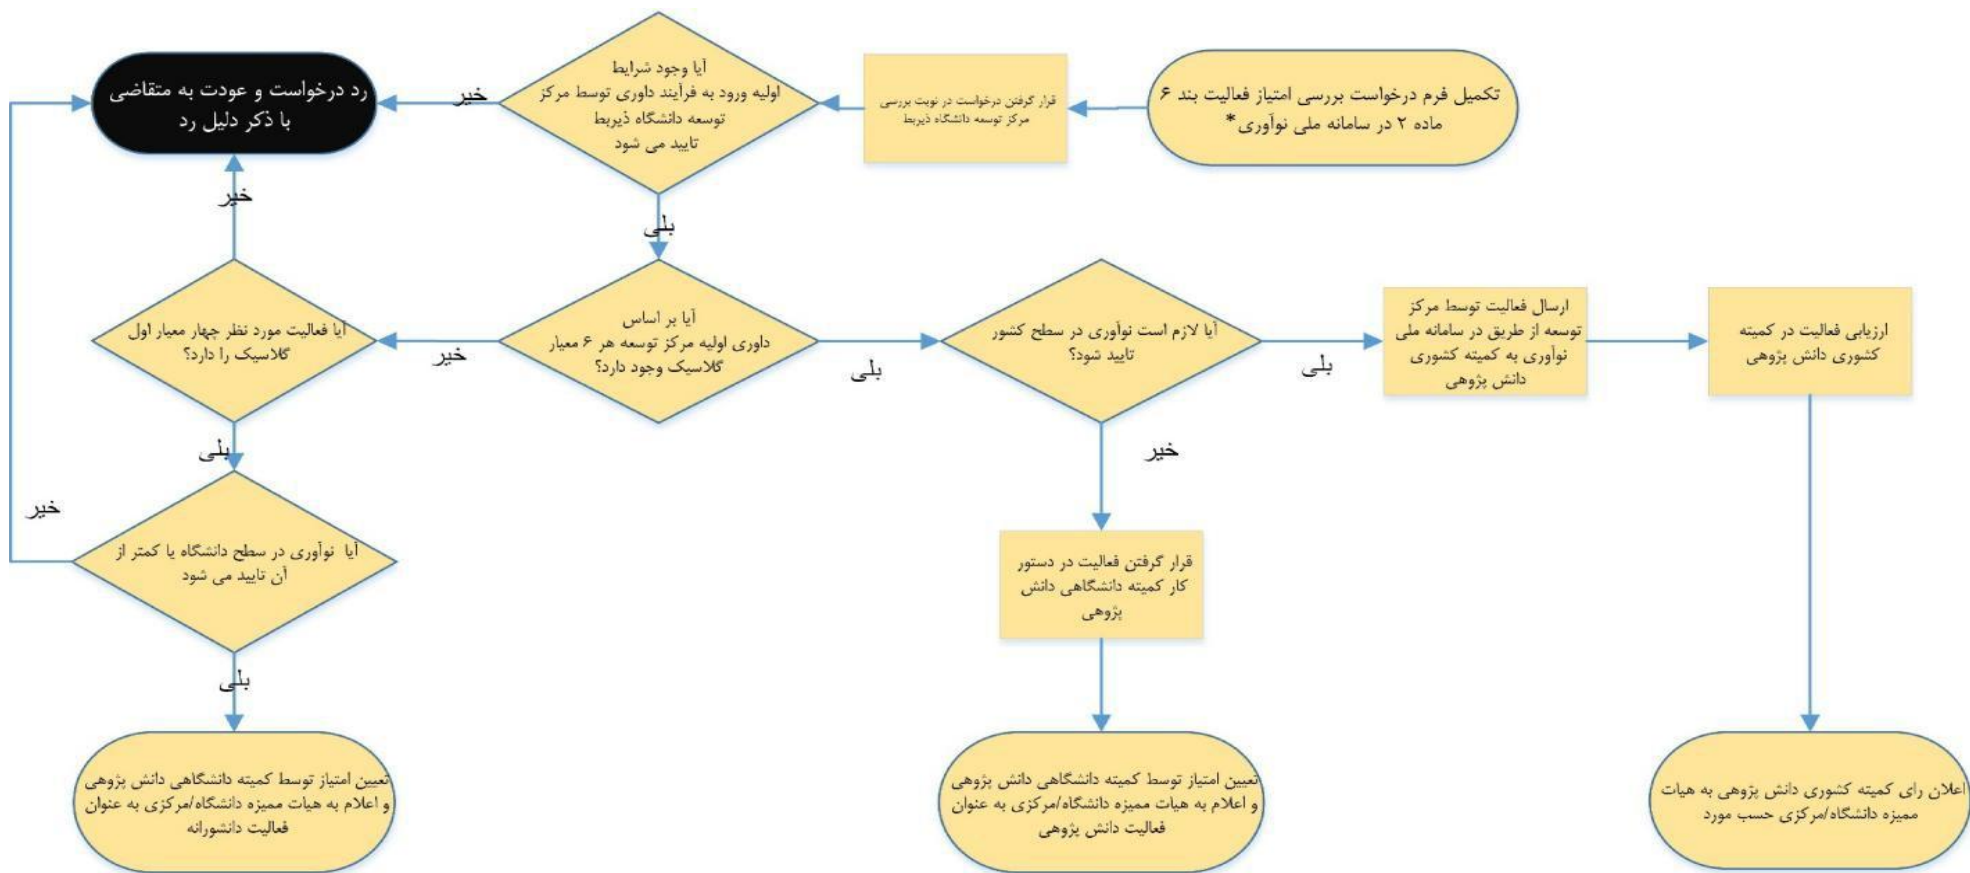 تکمیل فرم درخواست بررسی امتیاز فعالیت بند ۶
ماده ۲ در سامانه ملی نوآوری*
قرار گرفتن درخواست در نوبت بررسی
مرکز توسعه دانشگاه ذیربط
آیا وجود شرایط
اولیه ورود به فرآیند داوری توسط مرکز
توسعه دانشگاه ذیربط
تایید می شود
خیر
رد درخواست و عودت به متقاضی
با ذکر دلیل رد
خیر
بلی
ارزیابی فعالیت در کمیته
کشوری دانش پژوهی
ارسال فعالیت توسط مرکز
توسعه از طریق در سامانه ملی
نوآوری به کمیته کشوری
دانش پژوهی
بلی
آیا لازم است نوآوری در سطح کشور
تایید شود؟
بلی
آیا بر اساس
داوری اولیه مرکز توسعه هر ۶ معیار
گلاسیک وجود دارد؟
خیر
آیا فعالیت مورد نظر چهار معیار اول
گلاسیک را دارد؟
خیر
بلی
خیر
قرار گرفتن فعالیت در دستور
کار کمیته دانشگاهی دانش
پژوهی
آیا نوآوری در سطح دانشگاه یا کمتر از
آن تایید می شود
بلی
اعلان رای کمیته کشوری دانش پژوهی به هیات
ممیزه دانشگاه/مرکزی حسب مورد
تعیین امتیاز توسط کمیته دانشگاهی دانش پژوهی
و اعلام به هیات ممیزه دانشگاه/مرکزی به عنوان
فعالیت دانش پژوهی
تعیین امتیاز توسط کمیته دانشگاهی دانش پژوهی
و اعلام به هیات ممیزه دانشگاه/مرکزی به عنوان
فعالیت دانشورانه